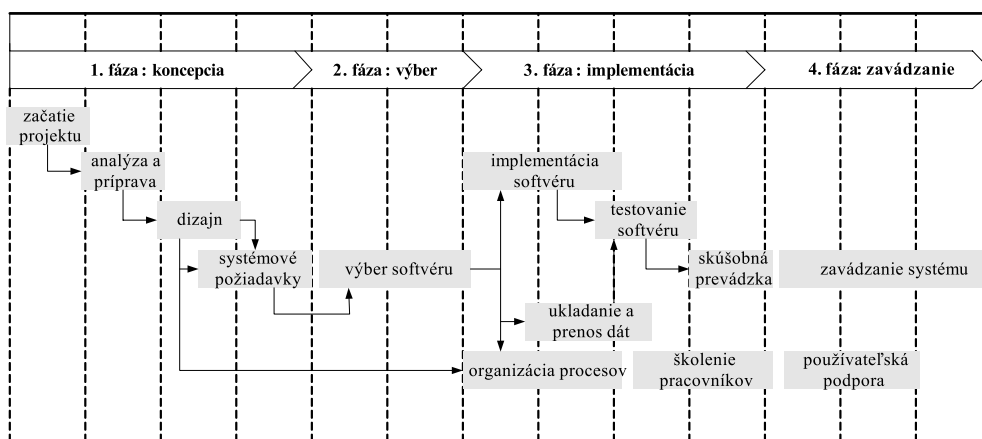 1. fáza : koncepcia
2. fáza : výber
3. fáza : implementácia
4. fáza: zavádzanie
začatie
projektu
analýza a
príprava
dizajn
systémové
požiadavky
výber softvéru
implementácia
softvéru
testovanie
softvéru
skúšobná
prevádzka
zavádzanie systému
ukladanie a
prenos dát
organizácia procesov
školenie
pracovníkov
používateľská
podpora